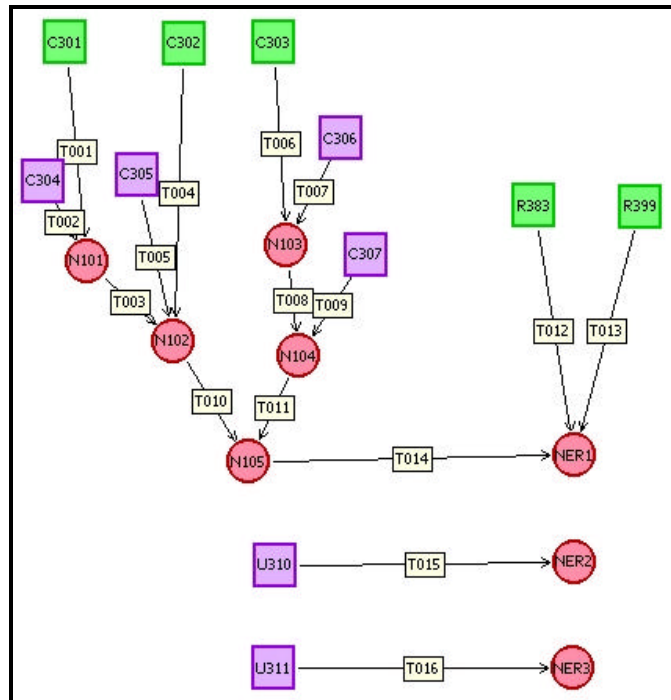 C301
C302
C303
C306
T001
T006
C304
C305
T004
T007
R383
R399
T002
N103
C307
T005
N101
T003
T008
T009
T012
T013
N102
N104
T010
T011
N105
T014
NER1
U310
T015
NER2
U311
T016
NER3